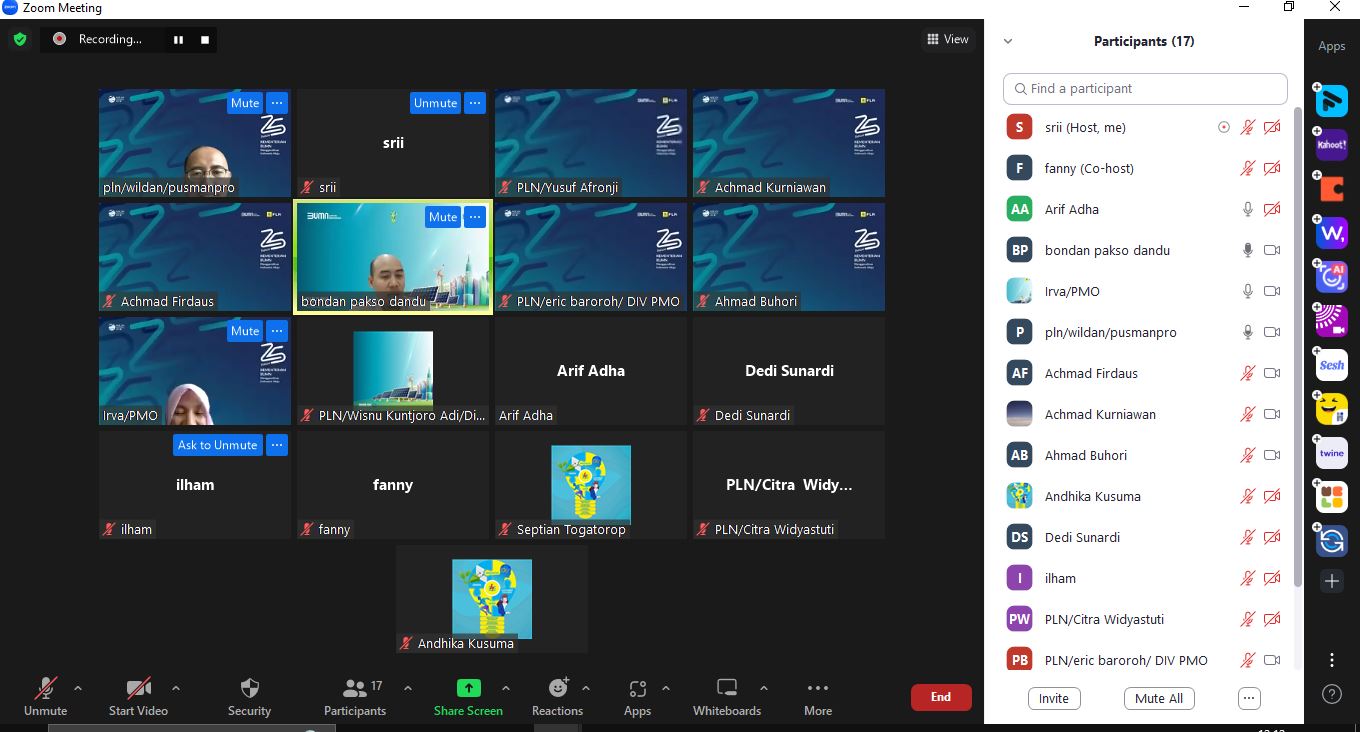 zoom Zoom Meeting
Recording...
View
Mute ...
pln/wildan/pusmanpro
Unmute ...
srii
srii
PLN/Yusuf Afronji
Achmad Kurniawan
Achmad Firdaus
BUMN
Mute ...
bondan pakso dandu
PLN/eric baroroh/ DIV PMO
Ahmad Buhori
Mute ...
Irva/PMO
PLN/Wisnu Kuntjoro Adi/Di...
Arif Adha
Arif Adha
Dedi Sunardi
Dedi Sunardi
Ask to Unmute ...
ilham
ilham
fanny
fanny
Septian Togatorop
PLN/Citra Widy...
PLN/Citra Widyastuti
Andhika Kusuma
Unmute
Start Video
Security
17
Participants
Share Screen
Reactions
Apps
Whiteboards
More
End
Participants (17)
Find a participant
S srii (Host, me)
F fanny (Co-host)
AA Arif Adha
BP bondan pakso dandu
Irva/PMO
P pln/wildan/pusmanpro
AF Achmad Firdaus
Achmad Kurniawan
AB Ahmad Buhori
Andhika Kusuma
DS Dedi Sunardi
I ilham
PW PLN/Citra Widyastuti
PB PLN/eric baroroh/ DIV PMO
Invite
Mute All
...
Apps
Kahoot!
W,
AI
Sesh
twine